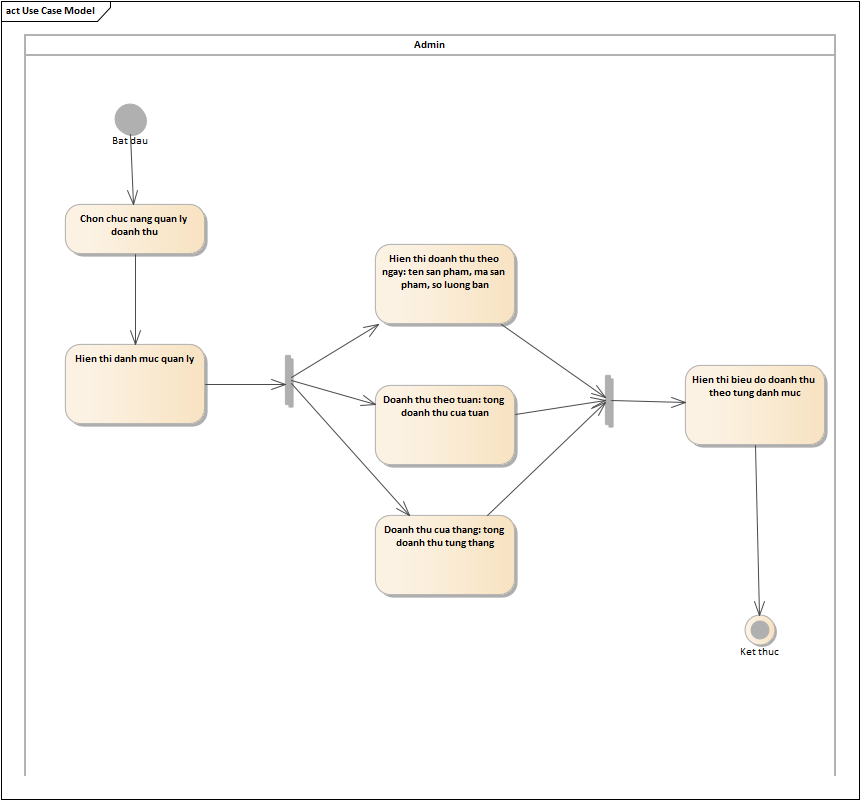 act Use Case Model
Admin
Bat dau
Chon chuc nang quan ly
doanh thu
Hien thi danh muc quan ly
Hien thi doanh thu theo
ngay: ten san pham, ma san
pham, so luong ban
Doanh thu theo tuan: tong
doanh thu cua tuan
Doanh thu cua thang: tong
doanh thu tung thang
Hien thi bieu do doanh thu
theo tung danh muc
Ket thuc